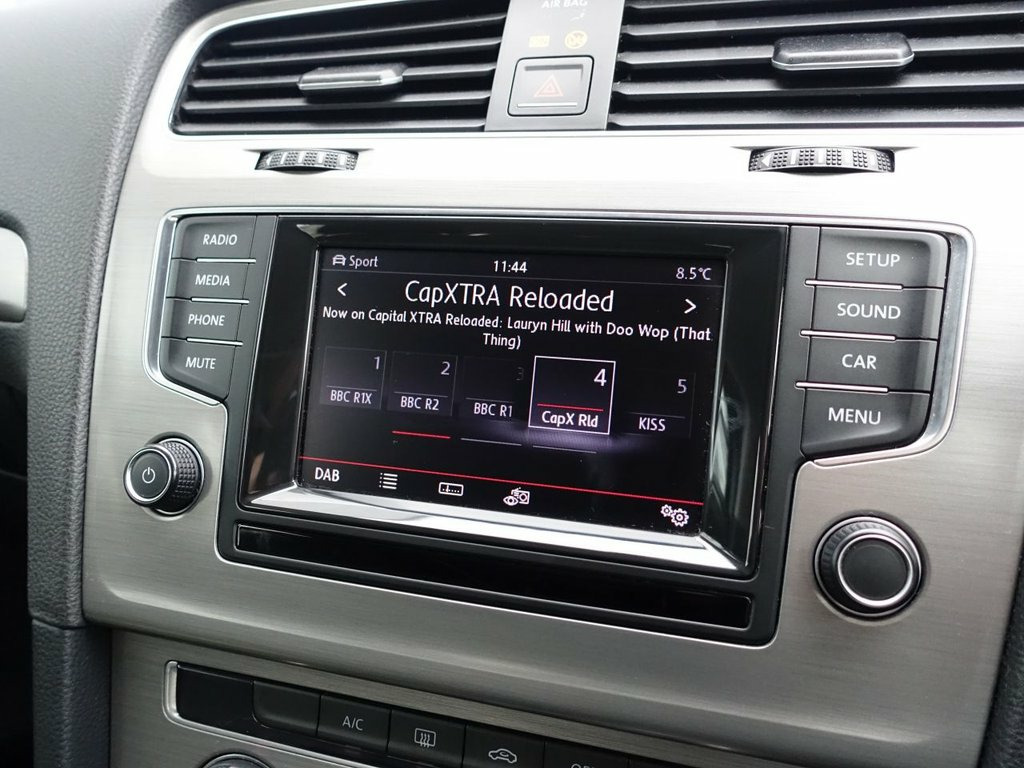 AIR BAG
RADIO
MEDIA
PHONE
MUTE
Sport
11:44
8.5°C
< CapXTRA Reloaded >
Now on Capital XTRA Reloaded: Lauryn Hill with Doo Wop (That
Thing)
1
BBC R1X
2
BBC R2
3
BBC R1
4
CapX Rld
5
KISS
DAB
SETUP
SOUND
CAR
MENU
A/C